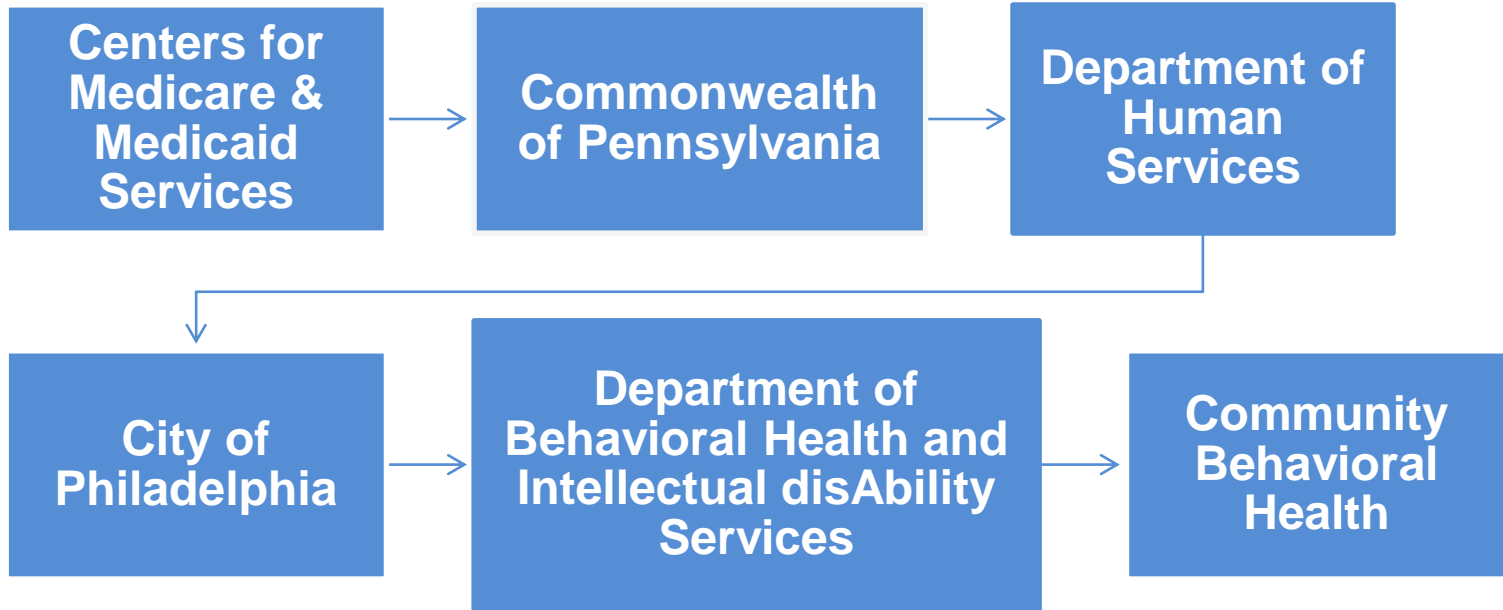 Centers for
Medicare &
Medicaid
Services
Commonwealth
of Pennsylvania
Department of
Human
Services
City of
Philadelphia
Department of
Behavioral Health and
Intellectual disAbility
Services
Community
Behavioral
Health